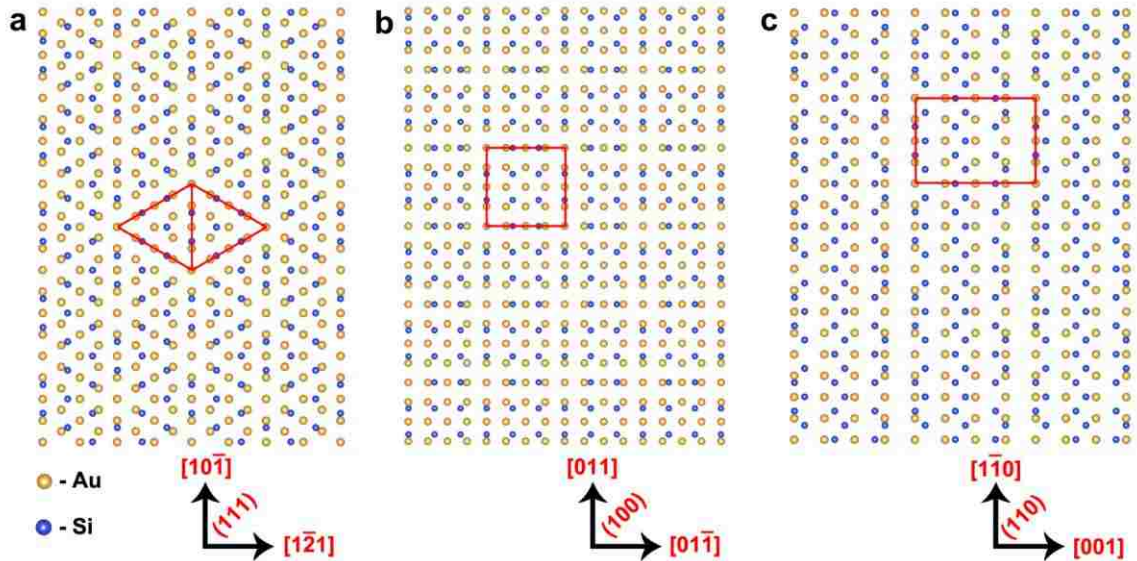 a b c
[101̄] [011] [11̄0]
- Au
(111) (100) (110)
- Si
[12̄1] [011̄] [001]